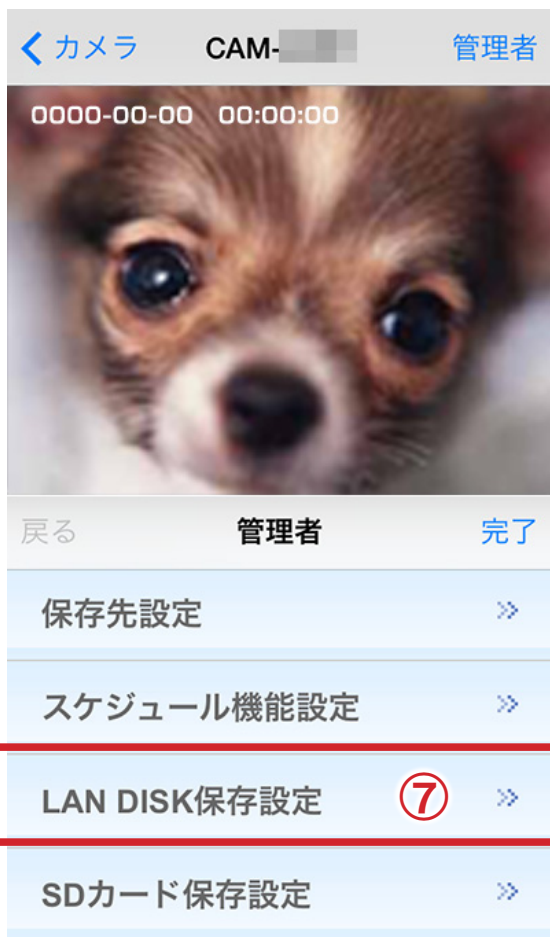 カメラ CAM- 管理者
0000-00-00 00:00:00
戻る 管理者 完了
保存先設定
スケジュール機能設定
LAN DISK保存設定 ⑦
SDカード保存設定